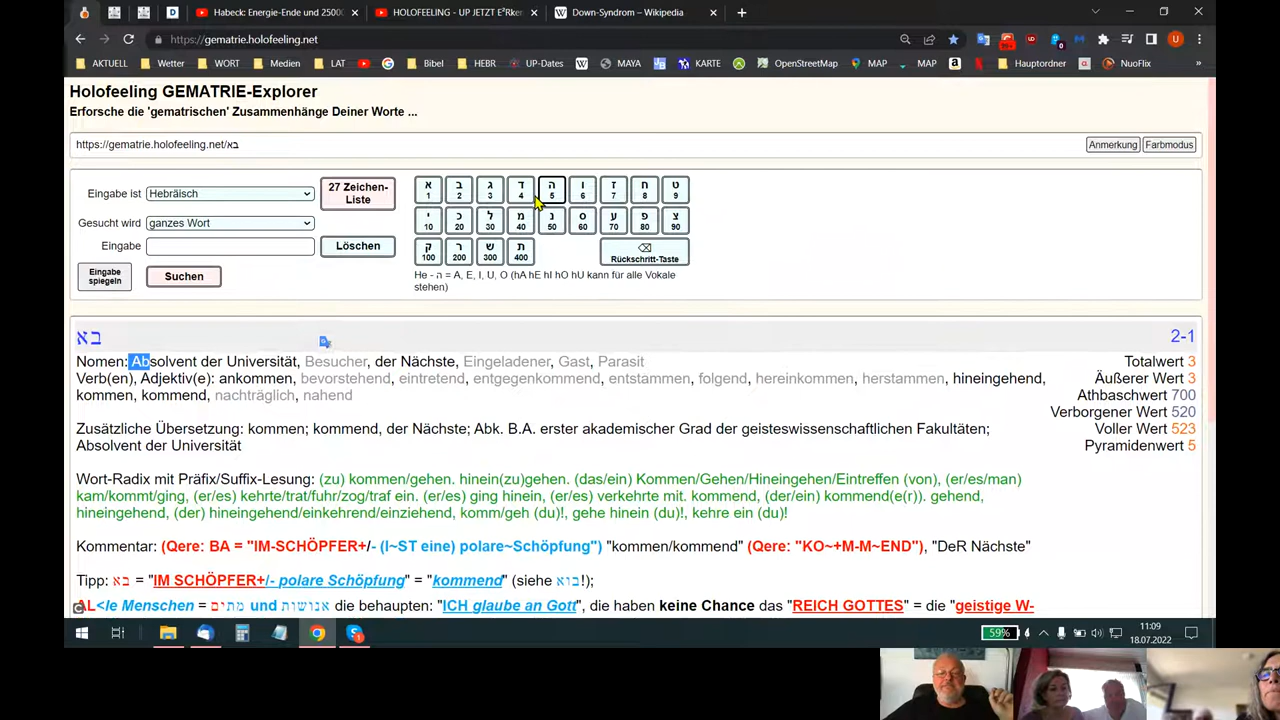 Habeck: Energie-Ende und 2500(
HOLOFEELING - UP JETZT E²Rker
Down-Syndrom – Wikipedia
https://gematrie.holofeeling.net
AKTUELL Wetter WORT Medien LAT Bibel HEBR UP-Dates MAYA KARTE OpenStreetMap MAP MAP Hauptordner NuoFlix »
Holofeeling GEMATRIE-Explorer
Erforsche die 'gematrischen' Zusammenhänge Deiner Worte ...
https://gematrie.holofeeling.net/בא
Anmerkung Farbmodus
Eingabe ist Hebräisch
27 Zeichen-Liste
Gesucht wird ganzes Wort
Eingabe
Löschen
Eingabe spiegeln
Suchen
א ב ג ד ה ו ז ח ט
1 2 3 4 5 6 7 8 9
י כ ל מ נ ס ע פ צ
10 20 30 40 50 60 70 80 90
ק ר ש ת
100 200 300 400
⌫
Rückschritt-Taste
He - ה = A, E, I, U, O (hA hE hI hO hU kann für alle Vokale
stehen)
בא 2-1
Nomen: Absolvent der Universität, Besucher, der Nächste, Eingeladener, Gast, Parasit
Verb(en), Adjektiv(e): ankommen, bevorstehend, eintretend, entgegenkommend, entstammen, folgend, hereinkommen, herstammen, hineingehend,
kommen, kommend, nachträglich, nahend
Totalwert 3
Äußerer Wert 3
Athbaschwert 700
Verborgener Wert 520
Voller Wert 523
Pyramidenwert 5
Zusätzliche Übersetzung: kommen; kommend, der Nächste; Abk. B.A. erster akademischer Grad der geisteswissenschaftlichen Fakultäten;
Absolvent der Universität
Wort-Radix mit Präfix/Suffix-Lesung: (zu) kommen/gehen. hinein(zu)gehen. (das/ein) Kommen/Gehen/Hineingehen/Eintreffen (von), (er/es/man)
kam/kommt/ging, (er/es) kehrte/trat/fuhr/zog/traf ein. (er/es) ging hinein, (er/es) verkehrte mit. kommend, (der/ein) kommend(e(r)). gehend,
hineingehend, (der) hineingehend/einkehrend/einziehend, komm/geh (du)!, gehe hinein (du)!, kehre ein (du)!
Kommentar: (Qere: BA = "IM-SCHÖPFER+/- (I~ST eine) polare~Schöpfung") "kommen/kommend" (Qere: "KO~+M-M~END"), "DeR Nächste"
Tipp: בא = "IM SCHÖPFER+/- polare Schöpfung" = "kommend" (siehe בוא!);
AL<le Menschen = מתים und אנושות die behaupten: "ICH glaube an Gott", die haben keine Chance das "REICH GOTTES" = die "geistige W-
59%
11:09
18.07.2022